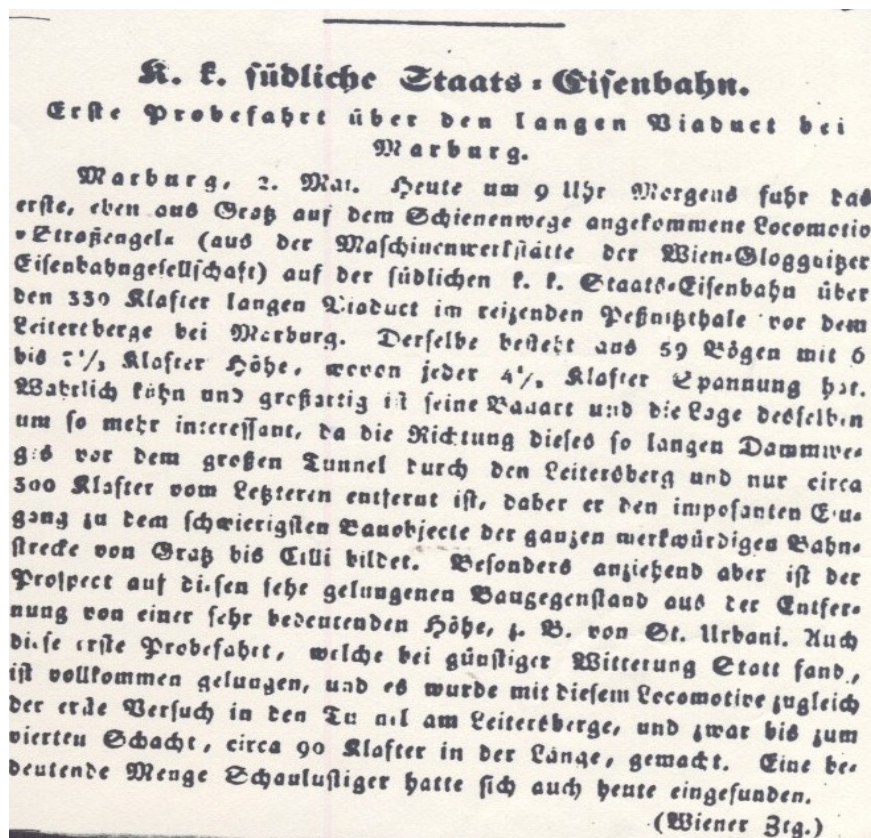 K. k. südliche Staats-Eisenbahn.
Erste Probefahrt über den langen Viaduct bei
Marburg.
Marburg, 2. Mai. Heute um 9 Uhr Morgens fuhr das
erste, eben aus Gratz auf dem Schienenwege angekommene Locomotiv
»Straßengel« (aus der Maschinenwerkstätte der Wien-Gloggnitzer
Eisenbahngesellschaft) auf der südlichen k. k. Staats-Eisenbahn über
den 330 Klafter langen Viaduct im reizenden Peßnitzthale vor dem
Leitersberge bei Marburg. Derselbe besteht aus 59 Bögen mit 6
bis Klafter Höhe, wovon jeder Klafter Spannung hat.
Wahrlich kühn und großartig ist seine Bauart und die Lage desselben
um so mehr interessant, da die Richtung dieses so langen Dammwe-
ges vor dem großen Tunnel durch den Leitersberg und nur circa
300 Klafter vom Letzteren entfernt ist, daher er den imposanten Ein-
gang zu dem schwierigsten Bauobjecte der ganzen merkwürdigen Bahn-
strecke von Gratz bis Cilli bildet. Besonders anziehend aber ist der
Prospect auf diesen sehr gelungenen Baugegenstand aus der Entfer-
nung von einer sehr bedeutenden Höhe, z. B. von St. Urbani. Auch
diese erste Probefahrt, welche bei günstiger Witterung Statt fand,
ist vollkommen gelungen, und es wurde mit diesem Locomotive zugleich
der erste Versuch in den Tunnel am Leitersberge, und zwar bis zum
vierten Schacht, circa 90 Klafter in der Länge, gemacht. Eine be-
deutende Menge Schaulustiger hatte sich auch heute eingefunden.
(Wiener Ztg.)